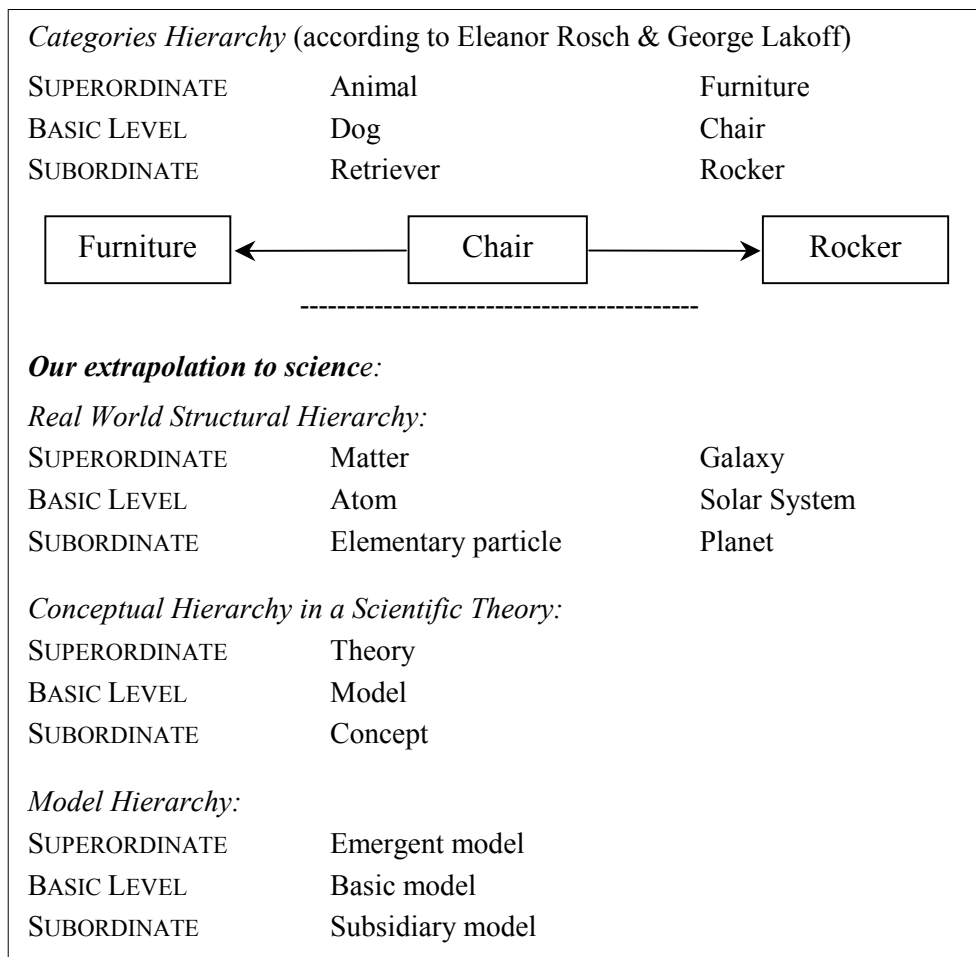 Categories Hierarchy (according to Eleanor Rosch & George Lakoff)
SUPERORDINATE Animal Furniture
BASIC LEVEL Dog Chair
SUBORDINATE Retriever Rocker
Furniture Chair Rocker
-------------------------------------------
Our extrapolation to science:
Real World Structural Hierarchy:
SUPERORDINATE Matter Galaxy
BASIC LEVEL Atom Solar System
SUBORDINATE Elementary particle Planet
Conceptual Hierarchy in a Scientific Theory:
SUPERORDINATE Theory
BASIC LEVEL Model
SUBORDINATE Concept
Model Hierarchy:
SUPERORDINATE Emergent model
BASIC LEVEL Basic model
SUBORDINATE Subsidiary model